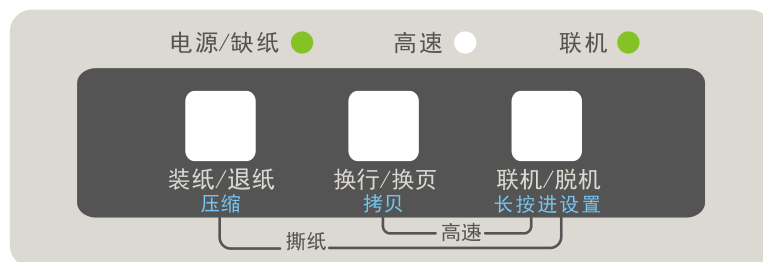 电源/缺纸 高速 联机
装纸/退纸 换行/换页 联机/脱机
压缩 拷贝 长按进设置
高速
撕纸